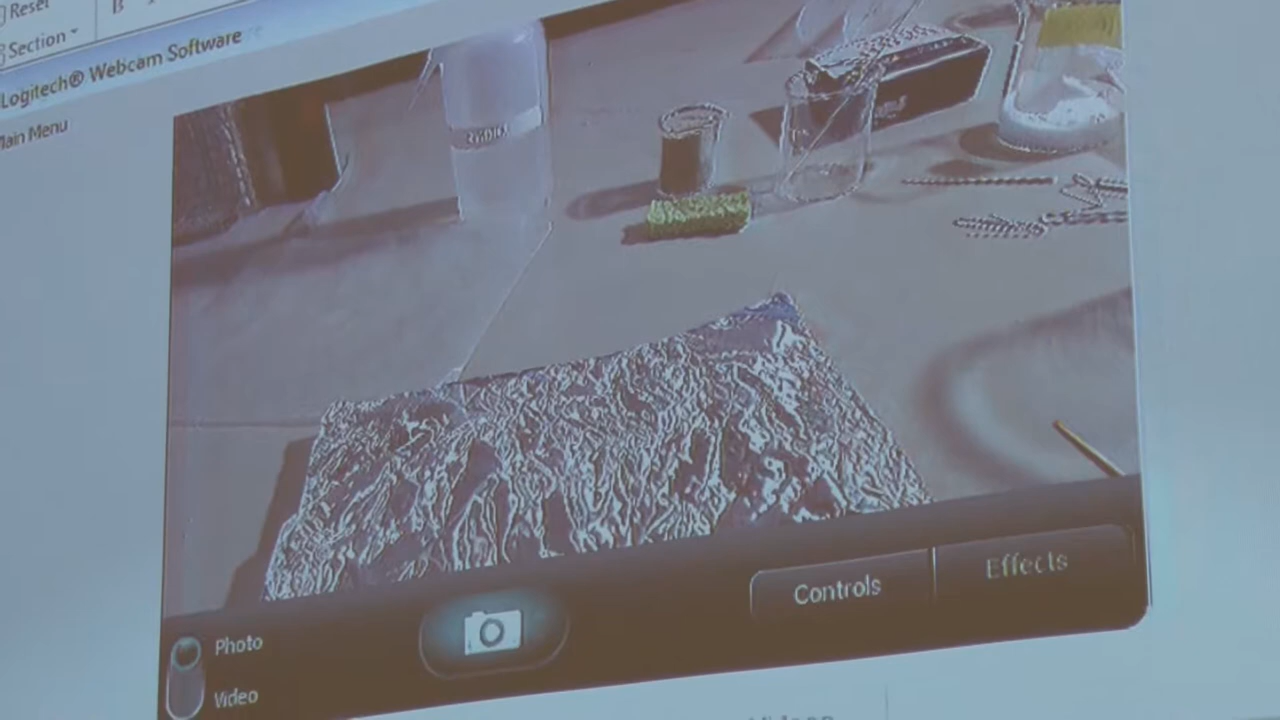 Reset
B
Section
Logitech® Webcam Software
Main Menu
Controls
Effects
Photo
Video